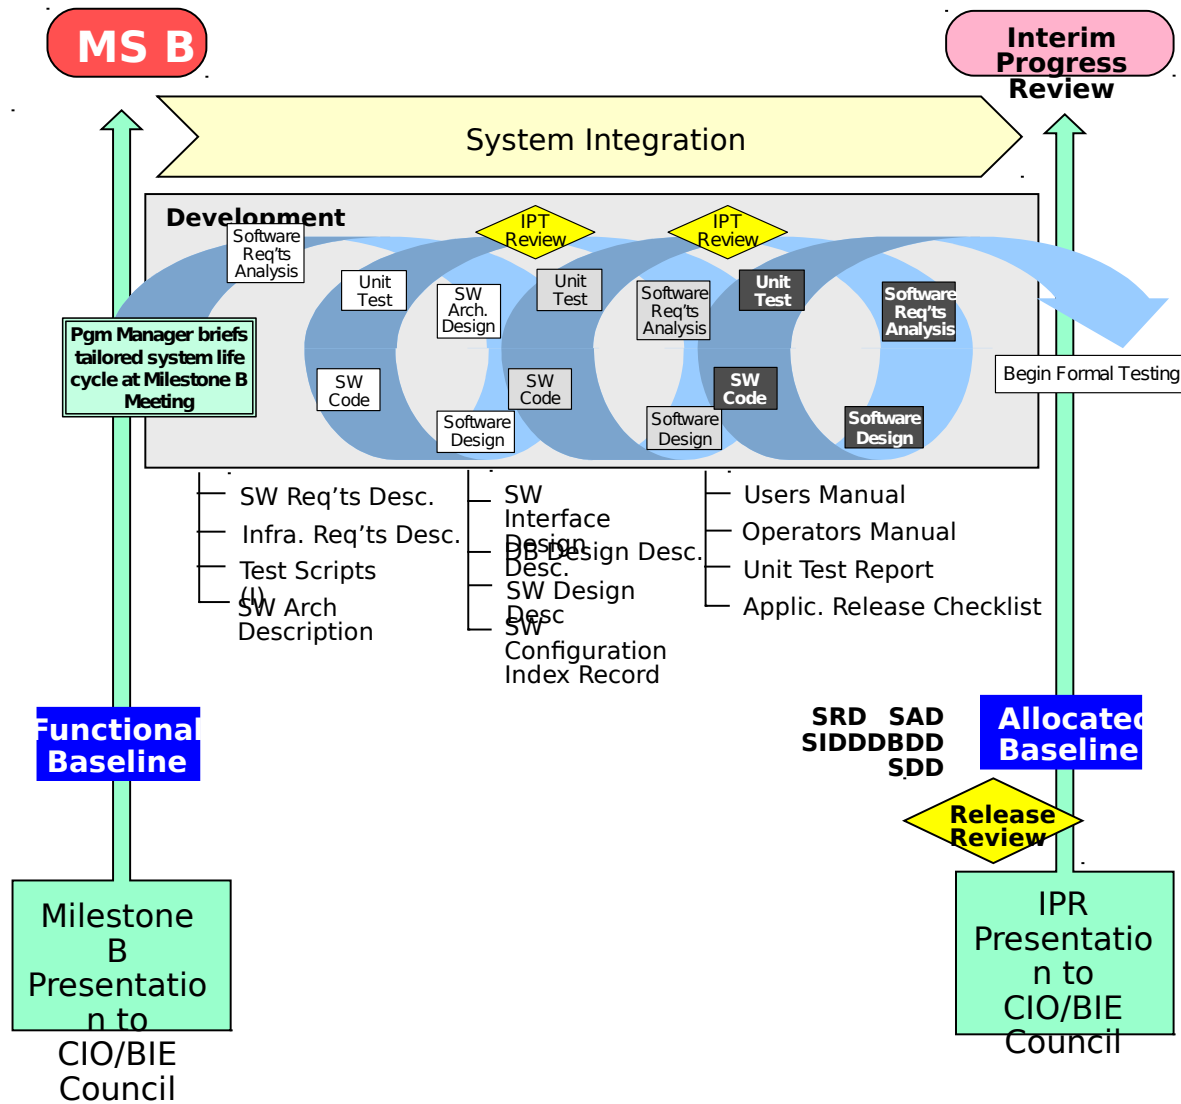 MS B
Interim
Progress
Review
System Integration
Development
Software
Req'ts
Analysis
IPT
Review
IPT
Review
Unit
Test
SW
Arch.
Design
Unit
Test
Software
Req'ts
Analysis
Unit
Test
Software
Req'ts
Analysis
Pgm Manager briefs
tailored system life
cycle at Milestone B
Meeting
Begin Formal Testing
SW
Code
Software
Design
SW
Code
Software
Design
SW
Code
Software
Design
SW Req’ts Desc.
Infra. Req’ts Desc.
Test Scripts
(I)
SW Arch
Description
SW
Interface
Design
Desc.
DB Design Desc.
SW Design
Desc
SW
Configuration
Index Record
Users Manual
Operators Manual
Unit Test Report
Applic. Release Checklist
Functional
Baseline
SRD SAD
SIDDDBDD
SDD
Allocated
Baseline
Release
Review
Milestone
B
Presentatio
n to
CIO/BIE
Council
IPR
Presentatio
n to
CIO/BIE
Council